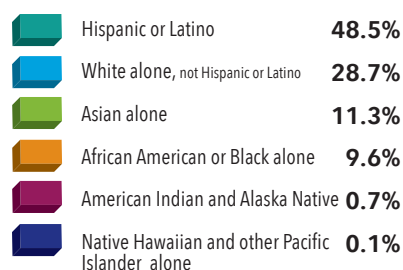 Hispanic or Latino 48.5%
White alone, not Hispanic or Latino 28.7%
Asian alone 11.3%
African American or Black alone 9.6%
American Indian and Alaska Native 0.7%
Native Hawaiian and other Pacific 0.1%
Islander alone